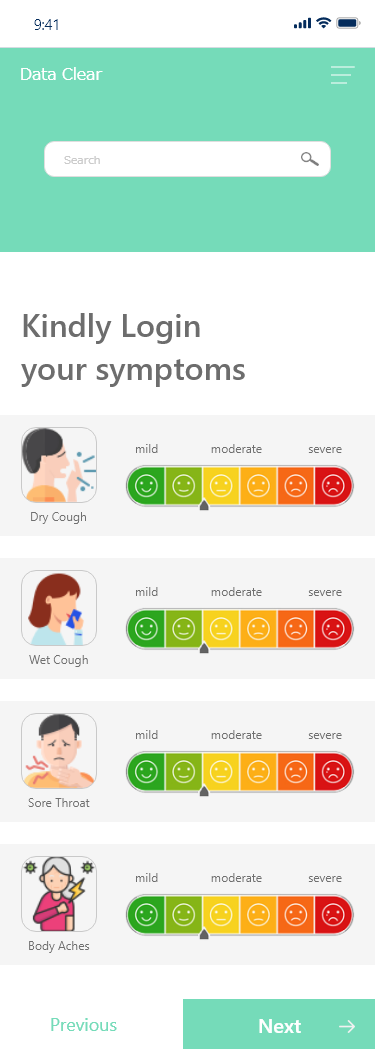 9:41
Data Clear
Search
Kindly Login
your symptoms
mild moderate severe
Dry Cough
mild moderate severe
Wet Cough
mild moderate severe
Sore Throat
mild moderate severe
Body Aches
Previous Next